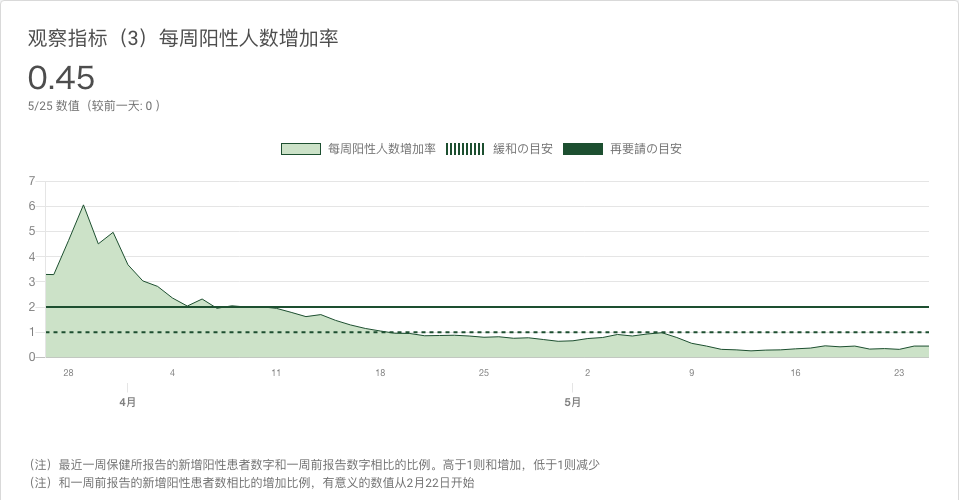 观察指标（3）每周阳性人数增加率
0.45
5/25 数值（较前一天: 0 ）
每周阳性人数增加率 緩和の目安 再要請の目安
7
6
5
4
3
2
1
0
28 4 11 18 25 2 9 16 23
4月 5月
（注）最近一周保健所报告的新增阳性患者数字和一周前报告数字相比的比例。高于1则和增加，低于1则减少
（注）和一周前报告的新增阳性患者数相比的增加比例，有意义的数值从2月22日开始